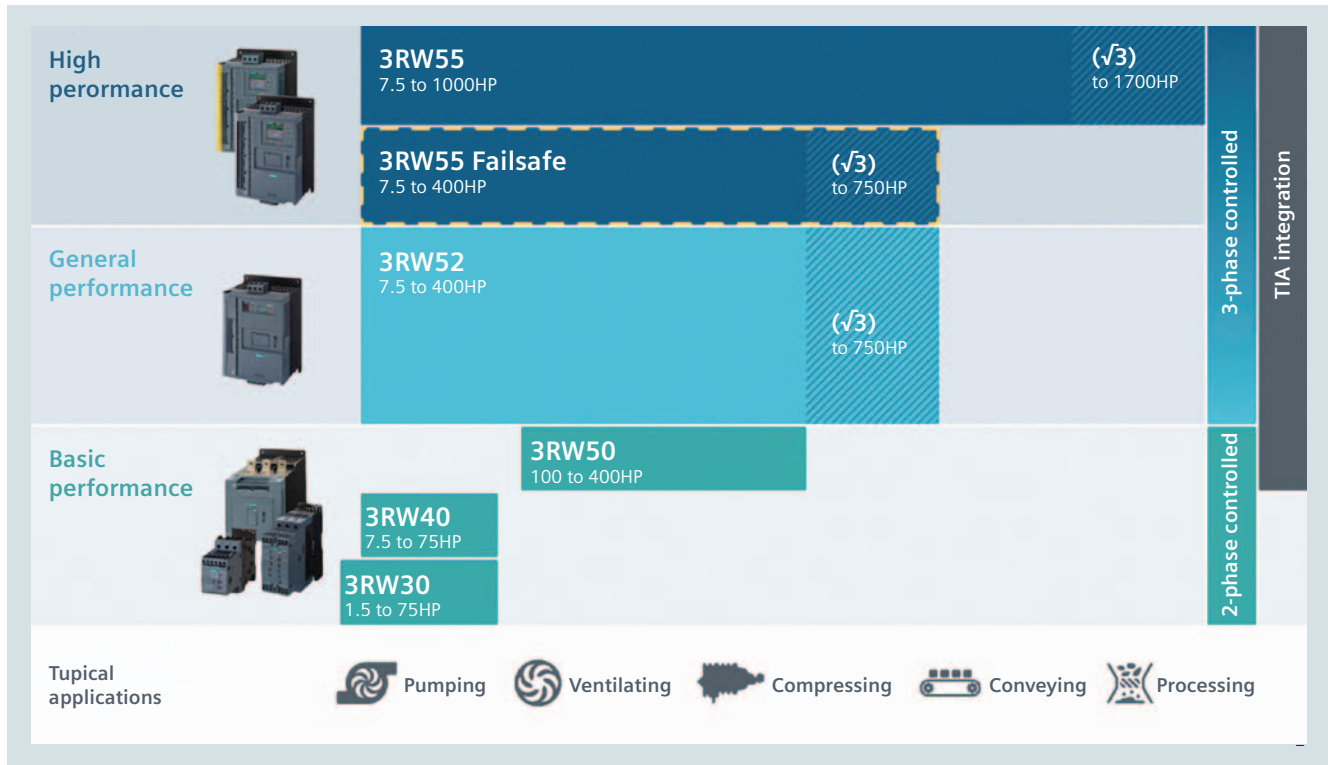 High
perormance
3RW55
7.5 to 1000HP
(√3)
to 1700HP
3RW55 Failsafe
7.5 to 400HP
(√3)
to 750HP
General
performance
3RW52
7.5 to 400HP
(√3)
to 750HP
Basic
performance
3RW50
100 to 400HP
3RW40
7.5 to 75HP
3RW30
1.5 to 75HP
3-phase controlled
2-phase controlled
TIA integration
Tupical
applications
Pumping
Ventilating
Compressing
Conveying
Processing